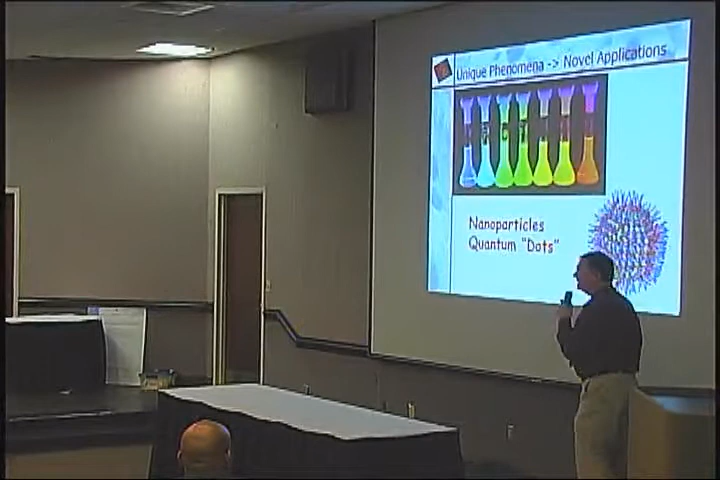 Unique Phenomena -> Novel Applications
Nanoparticles
Quantum "Dots"